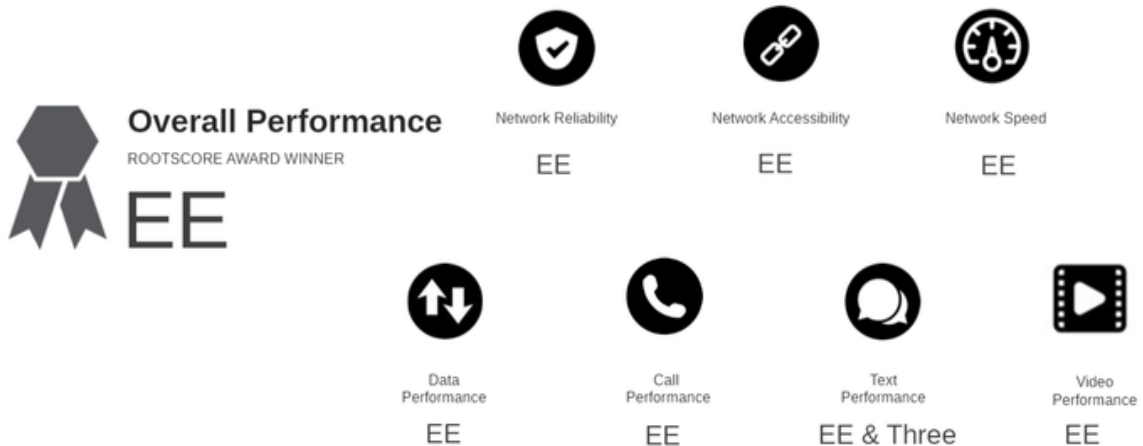 Overall Performance
ROOTSCORE AWARD WINNER
EE
Network Reliability
EE
Network Accessibility
EE
Network Speed
EE
Data
Performance
EE
Call
Performance
EE
Text
Performance
EE & Three
Video
Performance
EE